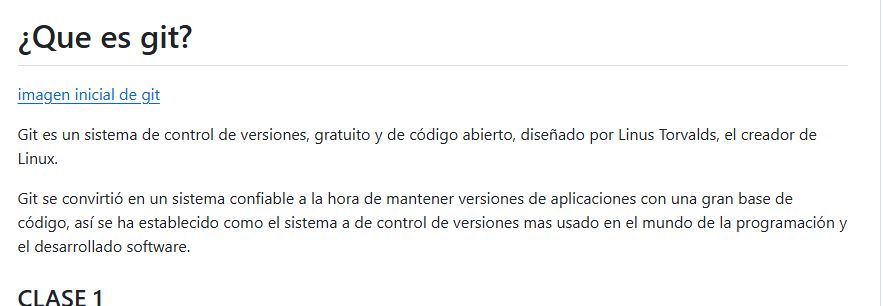 ¿Que es git?
imagen inicial de git
Git es un sistema de control de versiones, gratuito y de código abierto, diseñado por Linus Torvalds, el creador de
Linux.
Git se convirtió en un sistema confiable a la hora de mantener versiones de aplicaciones con una gran base de
código, así se ha establecido como el sistema a de control de versiones mas usado en el mundo de la programación y
el desarrollado software.
CLASE 1